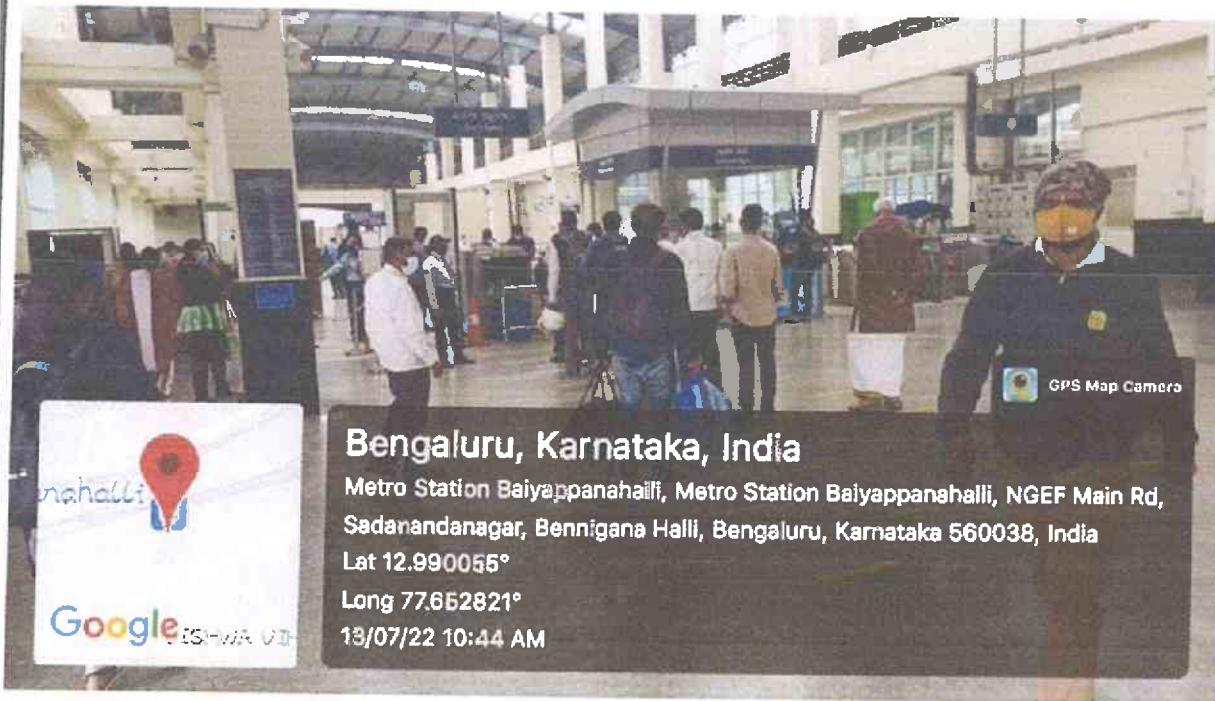 GPS Map Camera
Bengaluru, Karnataka, India
Metro Station Baiyappanahalli, Metro Station Baiyappanahalli, NGEF Main Rd,
Sadanandanagar, Bennigana Halli, Bengaluru, Karnataka 560038, India
Lat 12.990055°
Long 77.652821°
13/07/22 10:44 AM
nahalli
Google